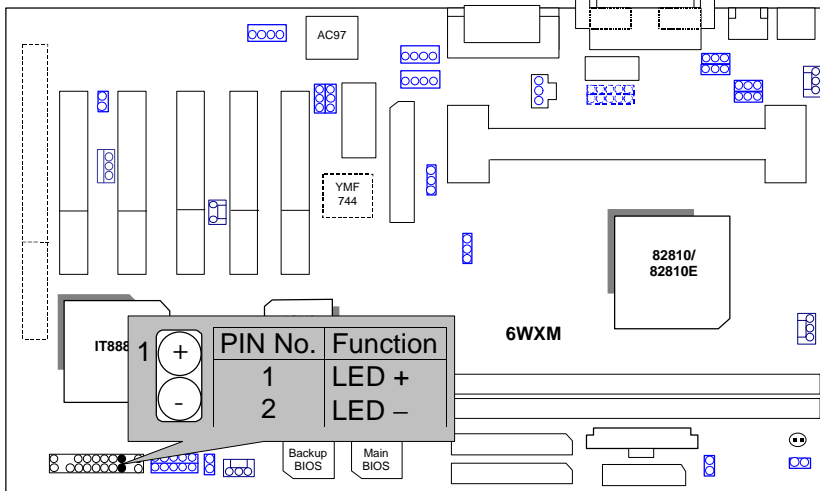 AC97
YMF
744
82810/
82810E
6WXM
IT888
1
+
-
PIN No. Function
1 LED +
2 LED –
Backup
BIOS
Main
BIOS